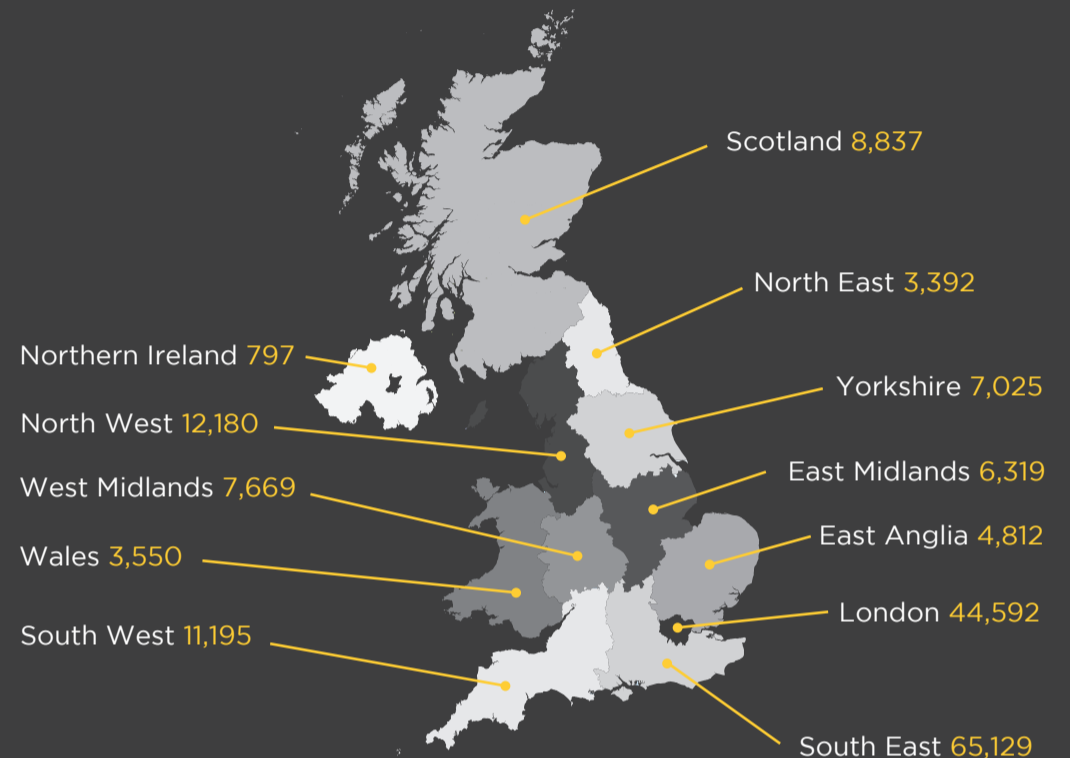 Scotland 8,837
North East 3,392
Northern Ireland 797
Yorkshire 7,025
North West 12,180
East Midlands 6,319
West Midlands 7,669
East Anglia 4,812
Wales 3,550
London 44,592
South West 11,195
South East 65,129